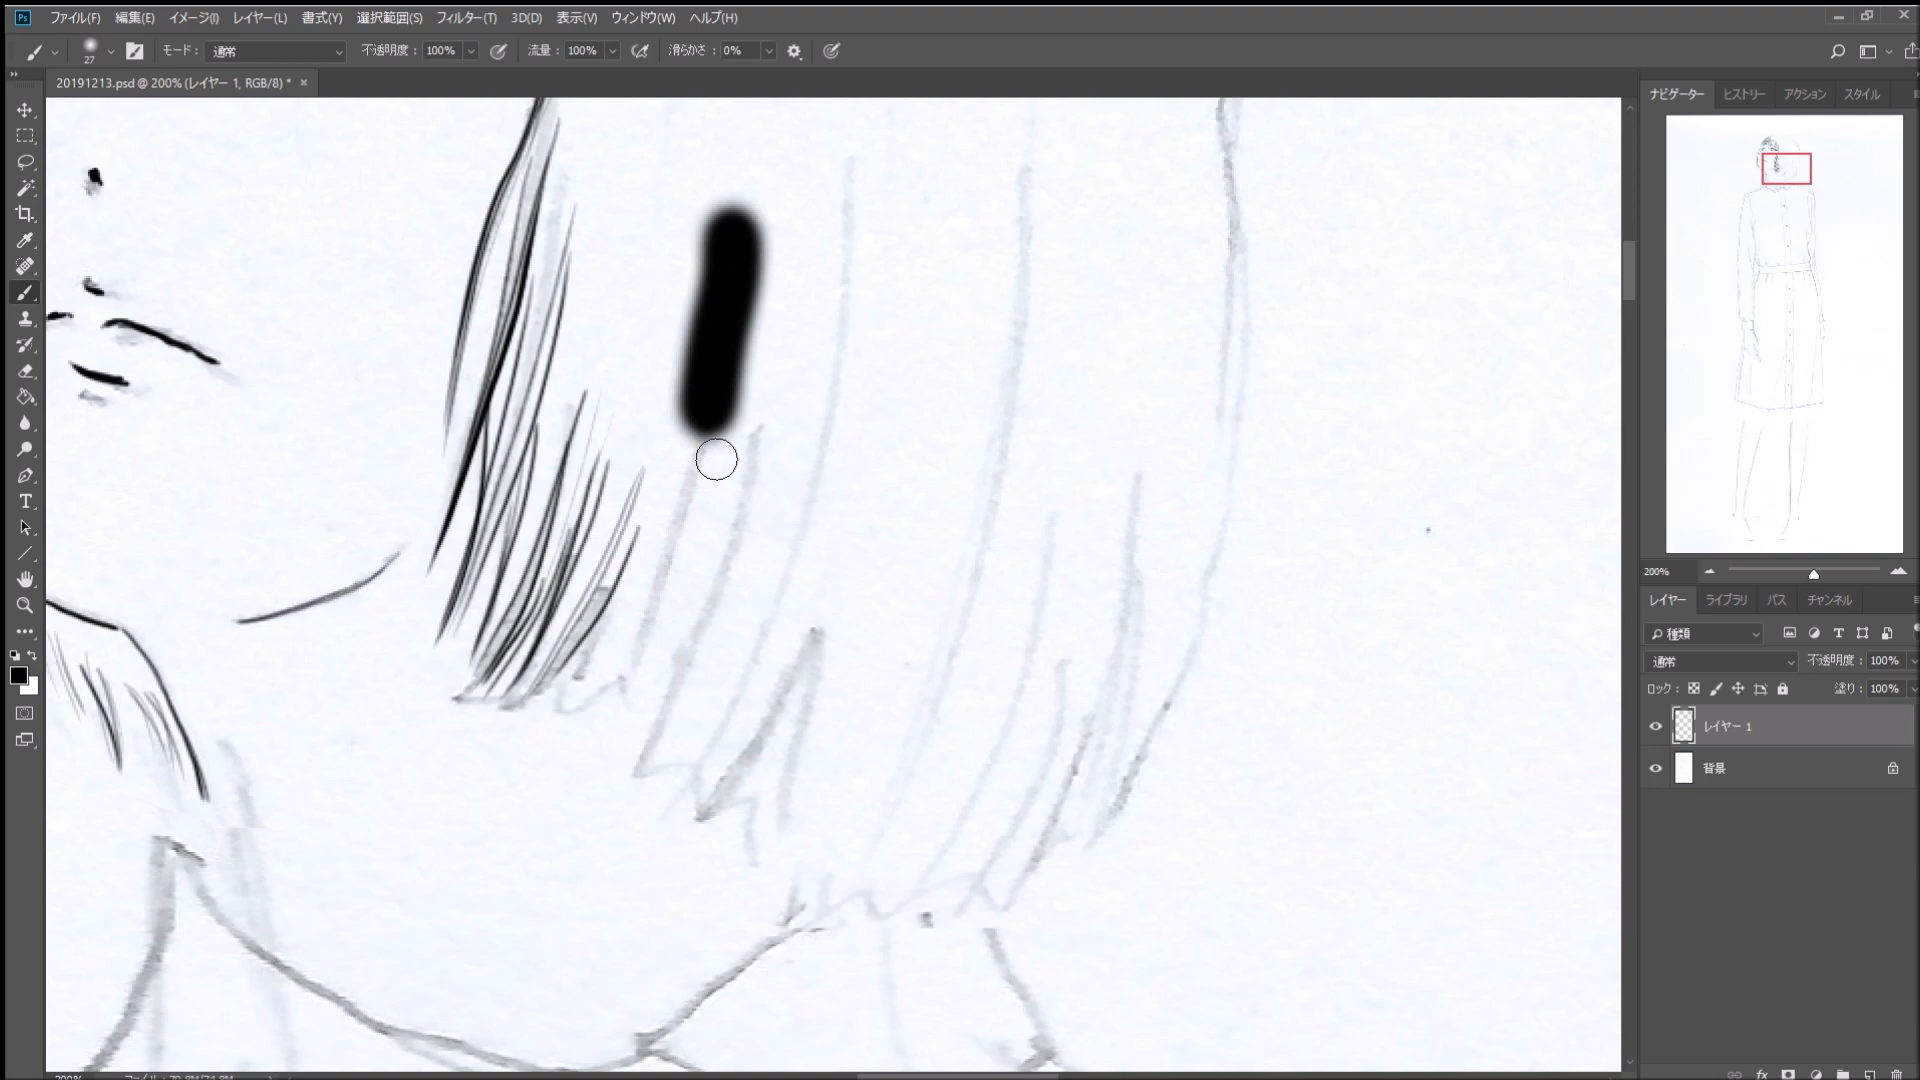 Ps ファイル(F) 編集(E) イメージ(I) レイヤー(L) 書式(Y) 選択範囲(S) フィルター(T) 3D(D) 表示(V) ウィンドウ(W) ヘルプ(H)
27 モード： 通常 不透明度： 100% 流量： 100% 滑らかさ： 0%
20191213.psd @ 200% (レイヤー 1, RGB/8) *
ナビゲーター ヒストリー アクション スタイル
200%
レイヤー ライブラリ パス チャンネル
種類
通常 不透明度： 100%
ロック： 塗り： 100%
レイヤー 1
背景
fx